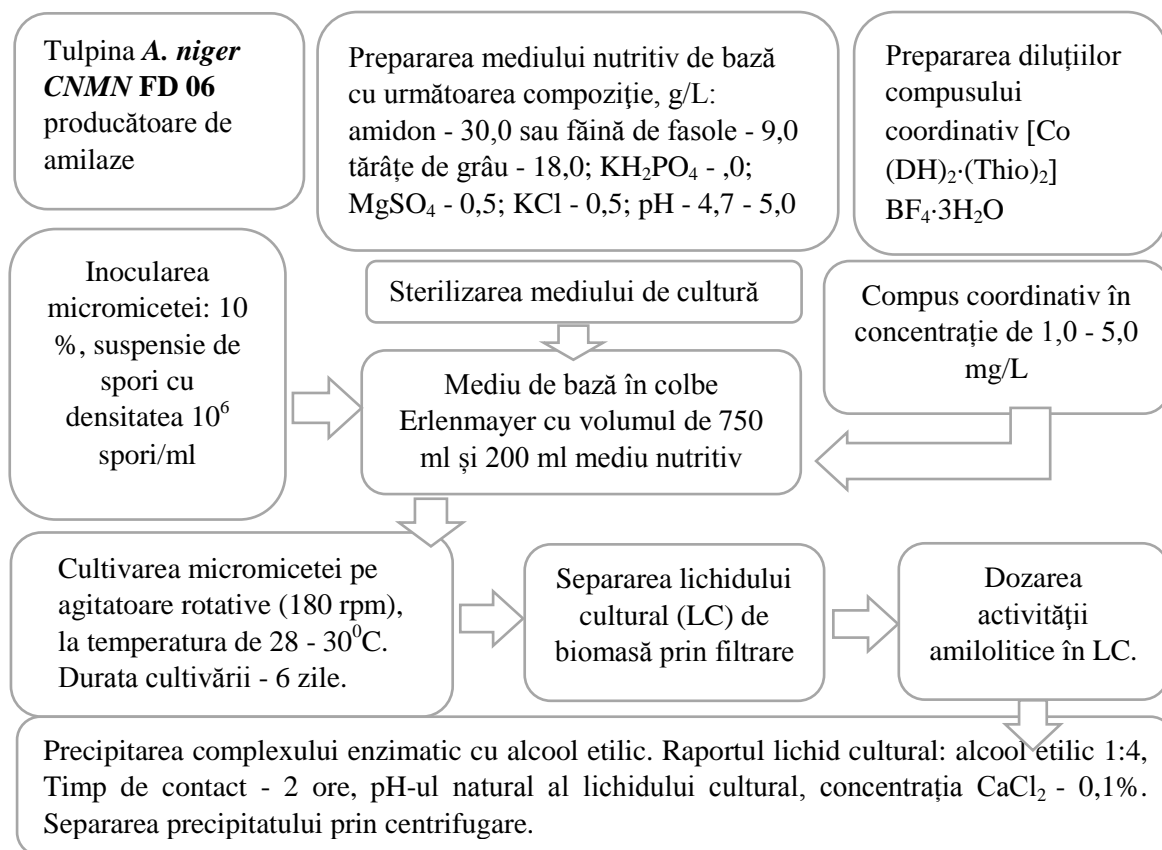 Tulpina A. niger
CNMN FD 06
producătoare de
amilaze
Prepararea mediului nutritiv de bază
cu următoarea compoziţie, g/L:
amidon - 30,0 sau făină de fasole - 9,0
tărâțe de grâu - 18,0; KH₂PO₄ - ,0;
MgSO₄ - 0,5; KCl - 0,5; pH - 4,7 - 5,0
Prepararea diluțiilor
compusului
coordinativ [Co
(DH)₂·(Thio)₂]
BF₄·3H₂O
Inocularea
micromicetei: 10
%, suspensie de
spori cu
densitatea 10⁶
spori/ml
Sterilizarea mediului de cultură
Compus coordinativ în
concentrație de 1,0 - 5,0
mg/L
Mediu de bază în colbe
Erlenmayer cu volumul de 750
ml și 200 ml mediu nutritiv
Cultivarea micromicetei pe
agitatoare rotative (180 rpm),
la temperatura de 28 - 30⁰C.
Durata cultivării - 6 zile.
Separarea lichidului
cultural (LC) de
biomasă prin filtrare
Dozarea
activităţii
amilolitice în LC.
Precipitarea complexului enzimatic cu alcool etilic. Raportul lichid cultural: alcool etilic 1:4,
Timp de contact - 2 ore, pH-ul natural al lichidului cultural, concentrația CaCl₂ - 0,1%.
Separarea precipitatului prin centrifugare.